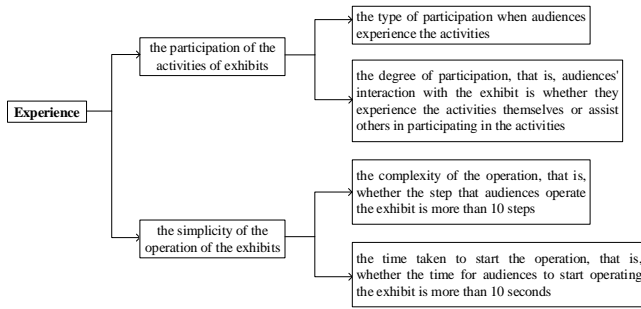 Experience
the participation of the
activities of exhibits
the type of participation when audiences
experience the activities
the degree of participation, that is, audiences'
interaction with the exhibit is whether they
experience the activities themselves or assist
others in participating in the activities
the simplicity of the
operation of the exhibits
the complexity of the operation, that is,
whether the step that audiences operate
the exhibit is more than 10 steps
the time taken to start the operation, that is,
whether the time for audiences to start operating
the exhibit is more than 10 seconds